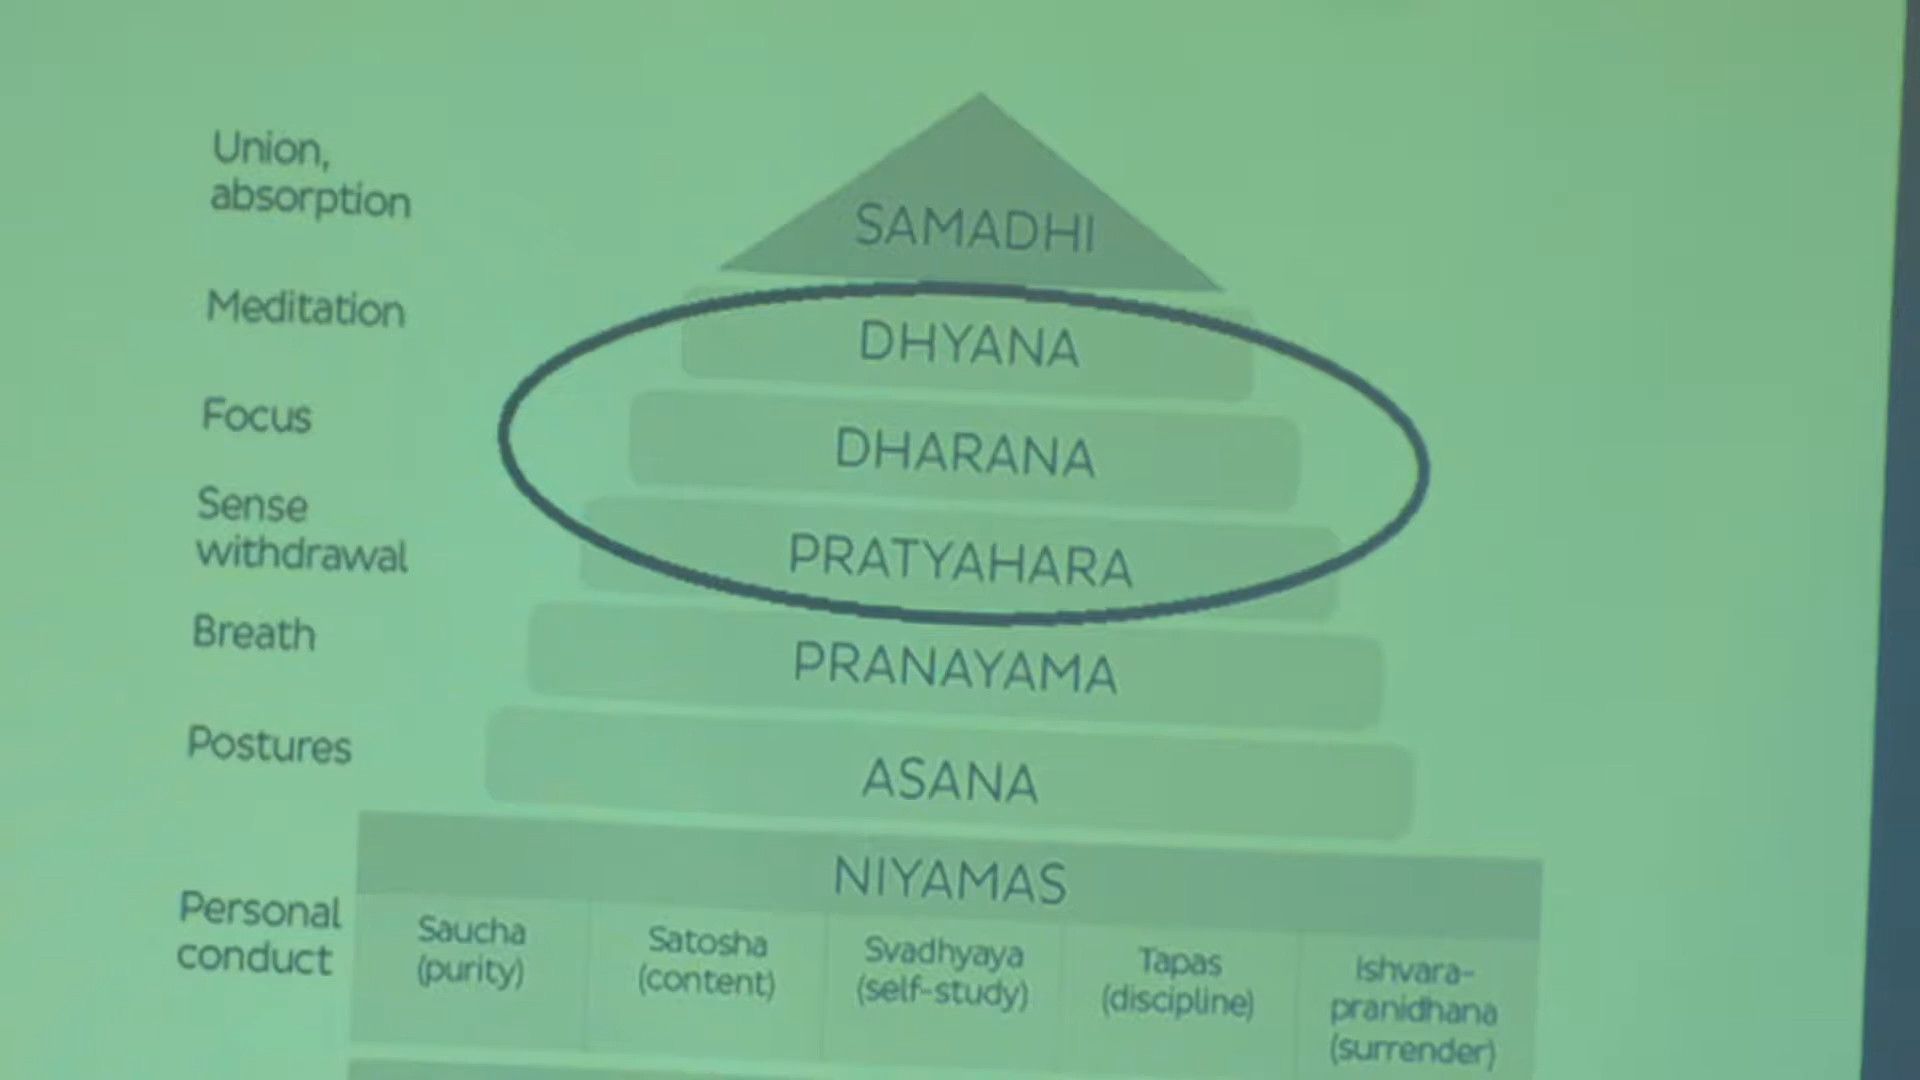 Union,
absorption
SAMADHI
Meditation
DHYANA
Focus
DHARANA
Sense
withdrawal
PRATYAHARA
Breath
PRANAYAMA
Postures
ASANA
NIYAMAS
Personal
conduct
Saucha
(purity)
Satosha
(content)
Svadhyaya
(self-study)
Tapas
(discipline)
Ishvara-
pranidhana
(surrender)